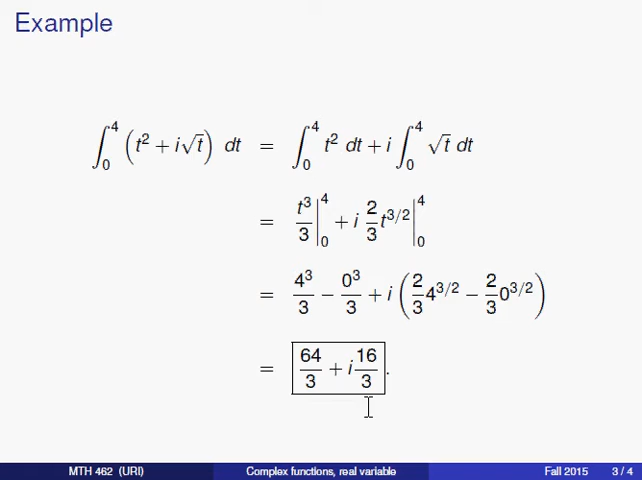 Example
∫₀⁴ (t² + i√t) dt = ∫₀⁴ t² dt + i ∫₀⁴ √t dt
= t³/3 |₀⁴ + i 2/3 t^{3/2} |₀⁴
= 4³/3 − 0³/3 + i (2/3 4^{3/2} − 2/3 0^{3/2})
= 64/3 + i 16/3 .
MTH 462 (URI) Complex functions, real variable Fall 2015 3 / 4